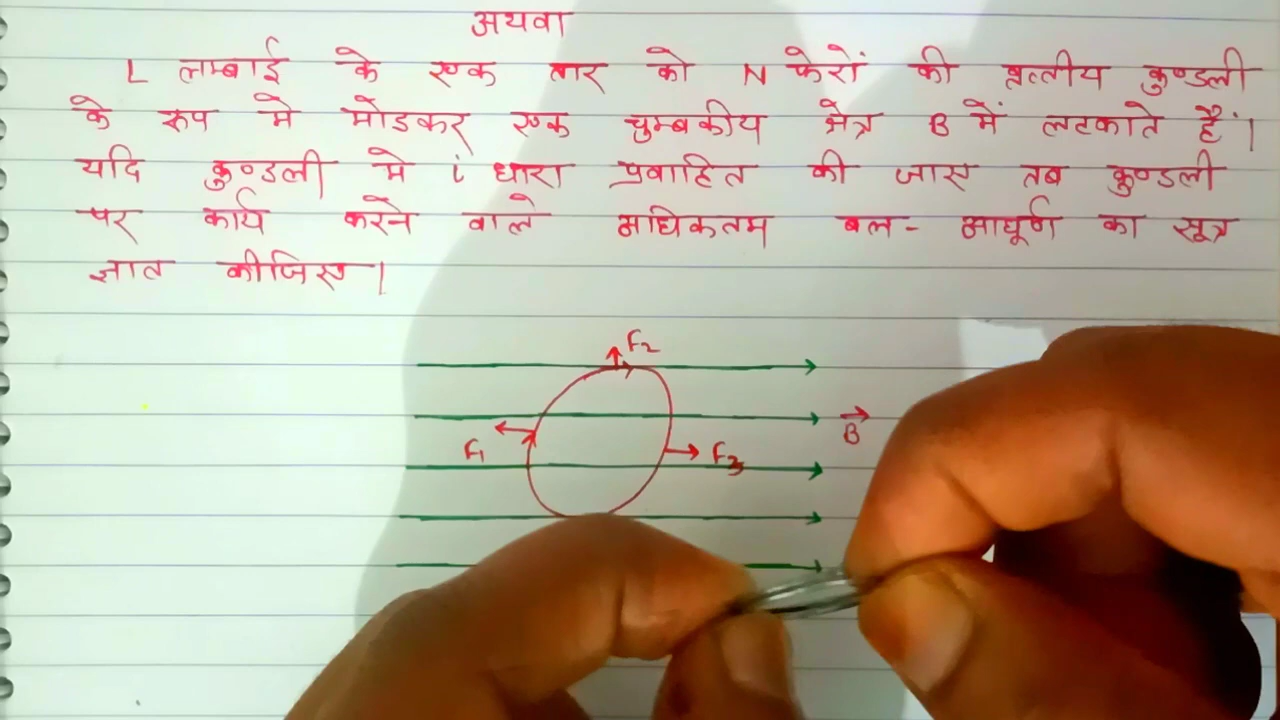 अथवा
L लम्बाई के एक तार को N फेरों की वृत्तीय कुण्डली
के रूप मे मोडकर एक चुम्बकीय क्षेत्र B में लटकाते हैं।
यदि कुण्डली मे i धारा प्रवाहित की जाए तब कुण्डली
पर कार्य करने वाले अधिकतम बल- आघूर्ण का सूत्र
ज्ञात कीजिए।
F₂
B
F₁
F₃